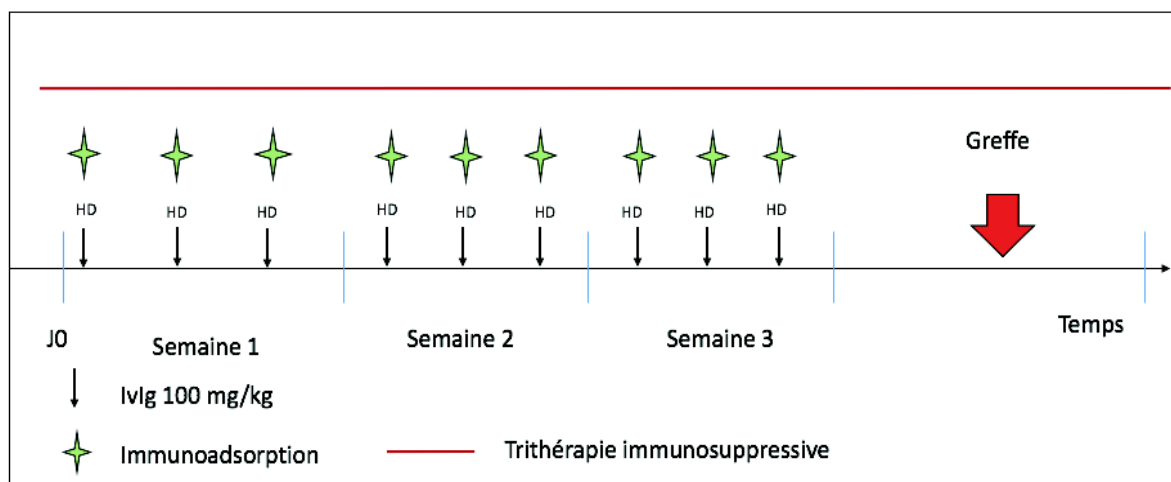 Greffe
HD HD HD HD HD HD HD HD HD
J0 Semaine 1 Semaine 2 Semaine 3 Temps
IvIg 100 mg/kg
Immunoadsorption Trithérapie immunosuppressive